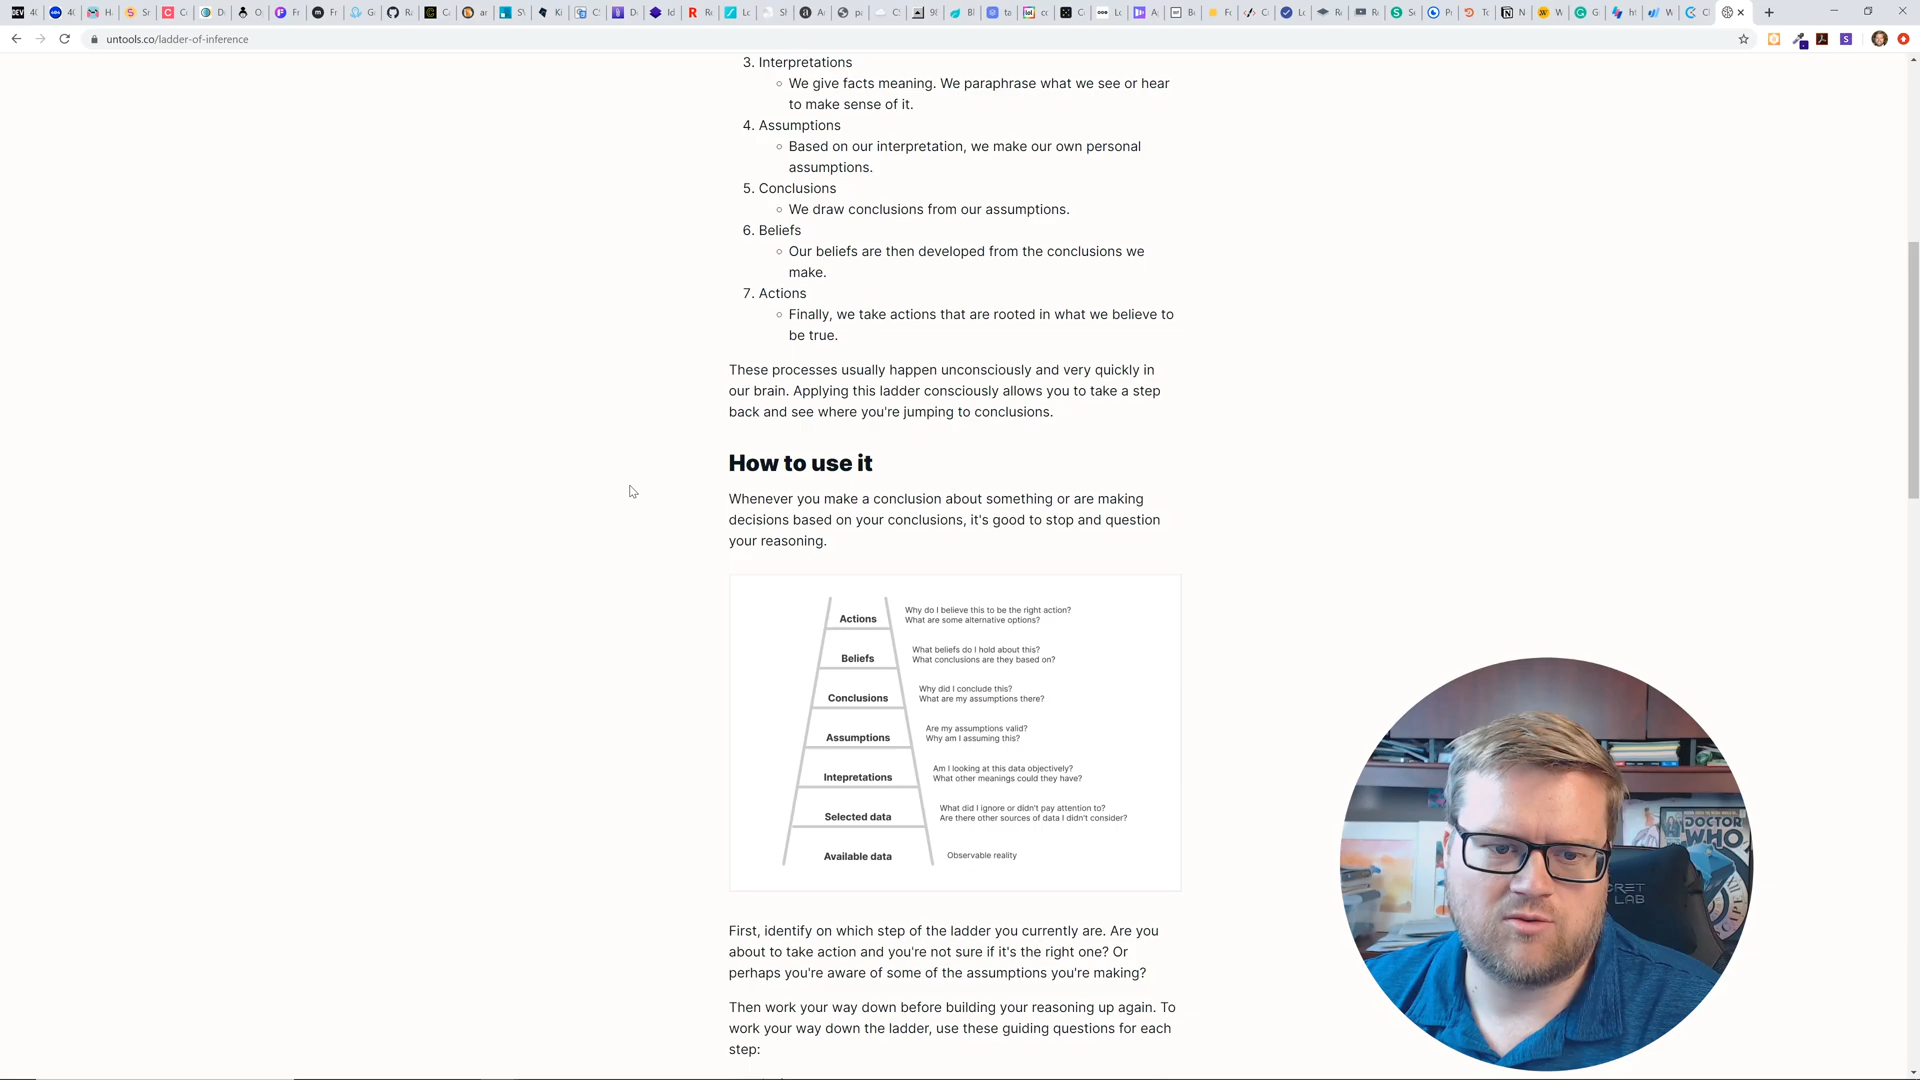 untools.co/ladder-of-inference
3. Interpretations
We give facts meaning. We paraphrase what we see or hear
to make sense of it.
4. Assumptions
Based on our interpretation, we make our own personal
assumptions.
5. Conclusions
We draw conclusions from our assumptions.
6. Beliefs
Our beliefs are then developed from the conclusions we
make.
7. Actions
Finally, we take actions that are rooted in what we believe to
be true.
These processes usually happen unconsciously and very quickly in
our brain. Applying this ladder consciously allows you to take a step
back and see where you're jumping to conclusions.
How to use it
Whenever you make a conclusion about something or are making
decisions based on your conclusions, it's good to stop and question
your reasoning.
Actions
Why do I believe this to be the right action?
What are some alternative options?
Beliefs
What beliefs do I hold about this?
What conclusions are they based on?
Conclusions
Why did I conclude this?
What are my assumptions there?
Assumptions
Are my assumptions valid?
Why am I assuming this?
Intepretations
Am I looking at this data objectively?
What other meanings could they have?
Selected data
What did I ignore or didn't pay attention to?
Are there other sources of data I didn't consider?
Available data
Observable reality
First, identify on which step of the ladder you currently are. Are you
about to take action and you're not sure if it's the right one? Or
perhaps you're aware of some of the assumptions you're making?
Then work your way down before building your reasoning up again. To
work your way down the ladder, use these guiding questions for each
step:
DOCTOR
WHO